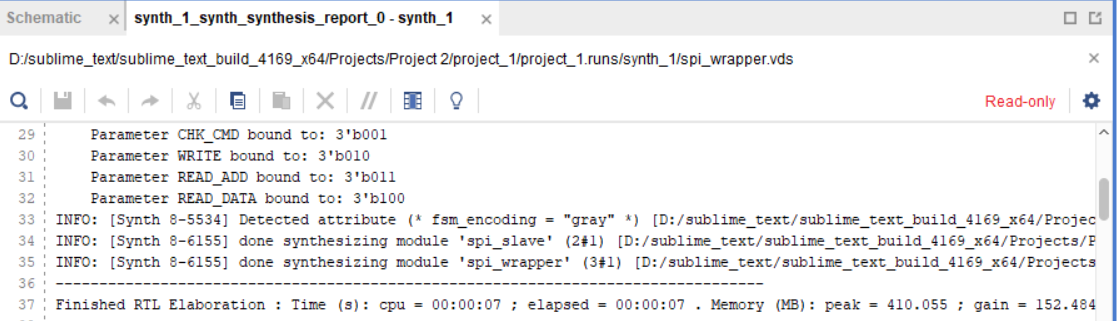 Schematic × synth_1_synth_synthesis_report_0 - synth_1 ×
D:/sublime_text/sublime_text_build_4169_x64/Projects/Project 2/project_1/project_1.runs/synth_1/spi_wrapper.vds
Read-only
29 Parameter CHK_CMD bound to: 3'b001
30 Parameter WRITE bound to: 3'b010
31 Parameter READ_ADD bound to: 3'b011
32 Parameter READ_DATA bound to: 3'b100
33 INFO: [Synth 8-5534] Detected attribute (* fsm_encoding = "gray" *) [D:/sublime_text/sublime_text_build_4169_x64/Projec
34 INFO: [Synth 8-6155] done synthesizing module 'spi_slave' (2#1) [D:/sublime_text/sublime_text_build_4169_x64/Projects/P
35 INFO: [Synth 8-6155] done synthesizing module 'spi_wrapper' (3#1) [D:/sublime_text/sublime_text_build_4169_x64/Projects
36 ---------------------------------------------------------------------------------
37 Finished RTL Elaboration : Time (s): cpu = 00:00:07 ; elapsed = 00:00:07 . Memory (MB): peak = 410.055 ; gain = 152.484